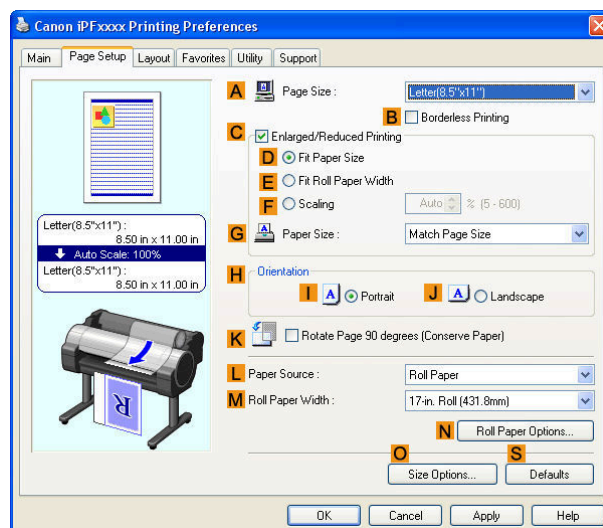 Canon iPFxxxx Printing Preferences
Main Page Setup Layout Favorites Utility Support
A Page Size : Letter(8.5"x11")
B Borderless Printing
C Enlarged/Reduced Printing
D Fit Paper Size
E Fit Roll Paper Width
F Scaling Auto % (5 - 600)
Letter(8.5"x11") :
8.50 in x 11.00 in
Auto Scale: 100%
Letter(8.5"x11") :
8.50 in x 11.00 in
G A Paper Size : Match Page Size
H Orientation
I A Portrait J A Landscape
K Rotate Page 90 degrees (Conserve Paper)
R
L Paper Source : Roll Paper
M Roll Paper Width : 17-in. Roll (431.8mm)
N Roll Paper Options...
O S
Size Options... Defaults
OK Cancel Apply Help